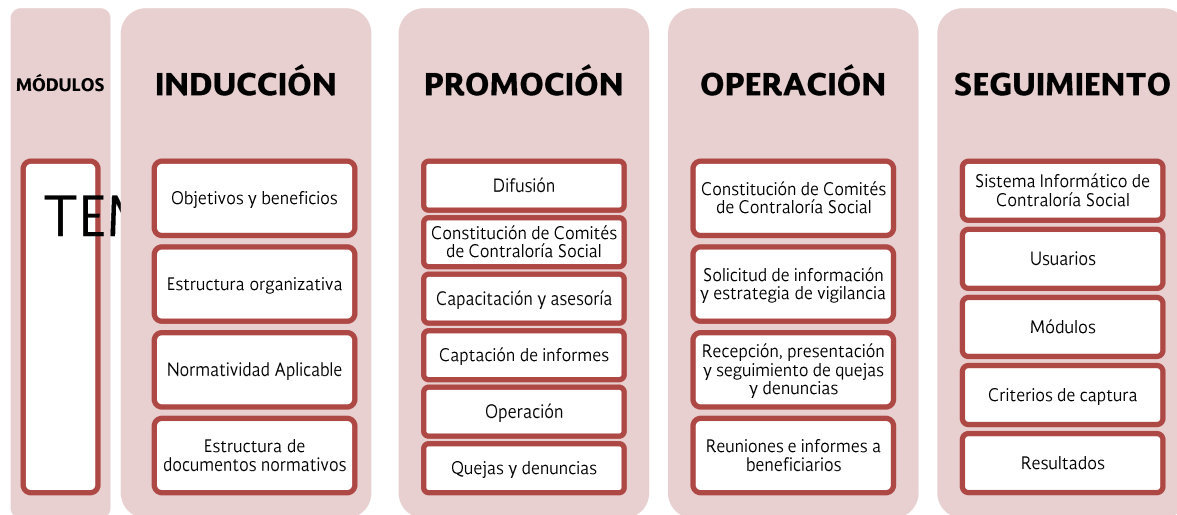 MÓDULOS
TEM
INDUCCIÓN
Objetivos y beneficios
Estructura organizativa
Normatividad Aplicable
Estructura de
documentos normativos
PROMOCIÓN
Difusión
Constitución de Comités
de Contraloría Social
Capacitación y asesoría
Captación de informes
Operación
Quejas y denuncias
OPERACIÓN
Constitución de Comités
de Contraloría Social
Solicitud de información
y estrategia de vigilancia
Recepción, presentación
y seguimiento de quejas
y denuncias
Reuniones e informes a
beneficiarios
SEGUIMIENTO
Sistema Informático de
Contraloría Social
Usuarios
Módulos
Criterios de captura
Resultados